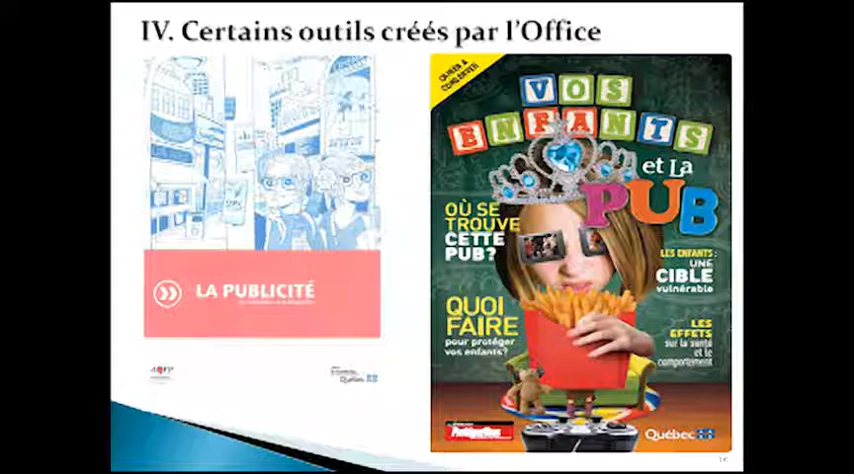 IV. Certains outils créés par l'Office
LA PUBLICITÉ
Québec
VOS
ENFANTS
et La
PUB
OÙ SE
TROUVE
CETTE
PUB?
LES ENFANTS:
UNE
CIBLE
vulnérable
QUOI
FAIRE
pour protéger
vos enfants?
LES
EFFETS
sur la santé
et le
comportement
Québec